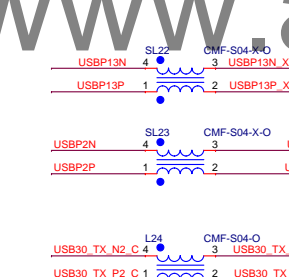 www.a
SL22 CMF-S04-X-O
USBP13N 4 3 USBP13N_X
USBP13P 1 2 USBP13P_X
SL23 CMF-S04-X-O
USBP2N 4 3
USBP2P 1 2
L24 CMF-S04-O
USB30_TX_N2_C 4 3 USB30_TX_
USB30_TX_P2_C 1 2 USB30_TX